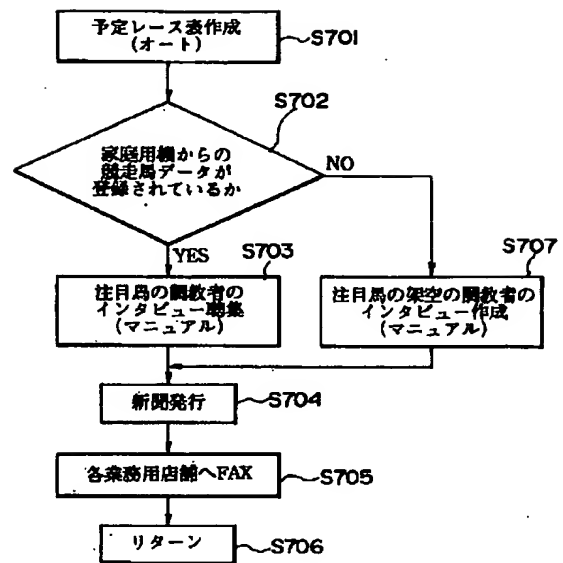 予定レース表作成
(オート)
S701
S702
家庭用機からの
競走馬データが
登録されているか
NO
YES
S703
注目馬の調教者の
インタビュー聴集
(マニュアル)
S707
注目馬の架空の調教者の
インタビュー作成
(マニュアル)
新聞発行
S704
各業務用店舗へFAX
S705
リターン
S706